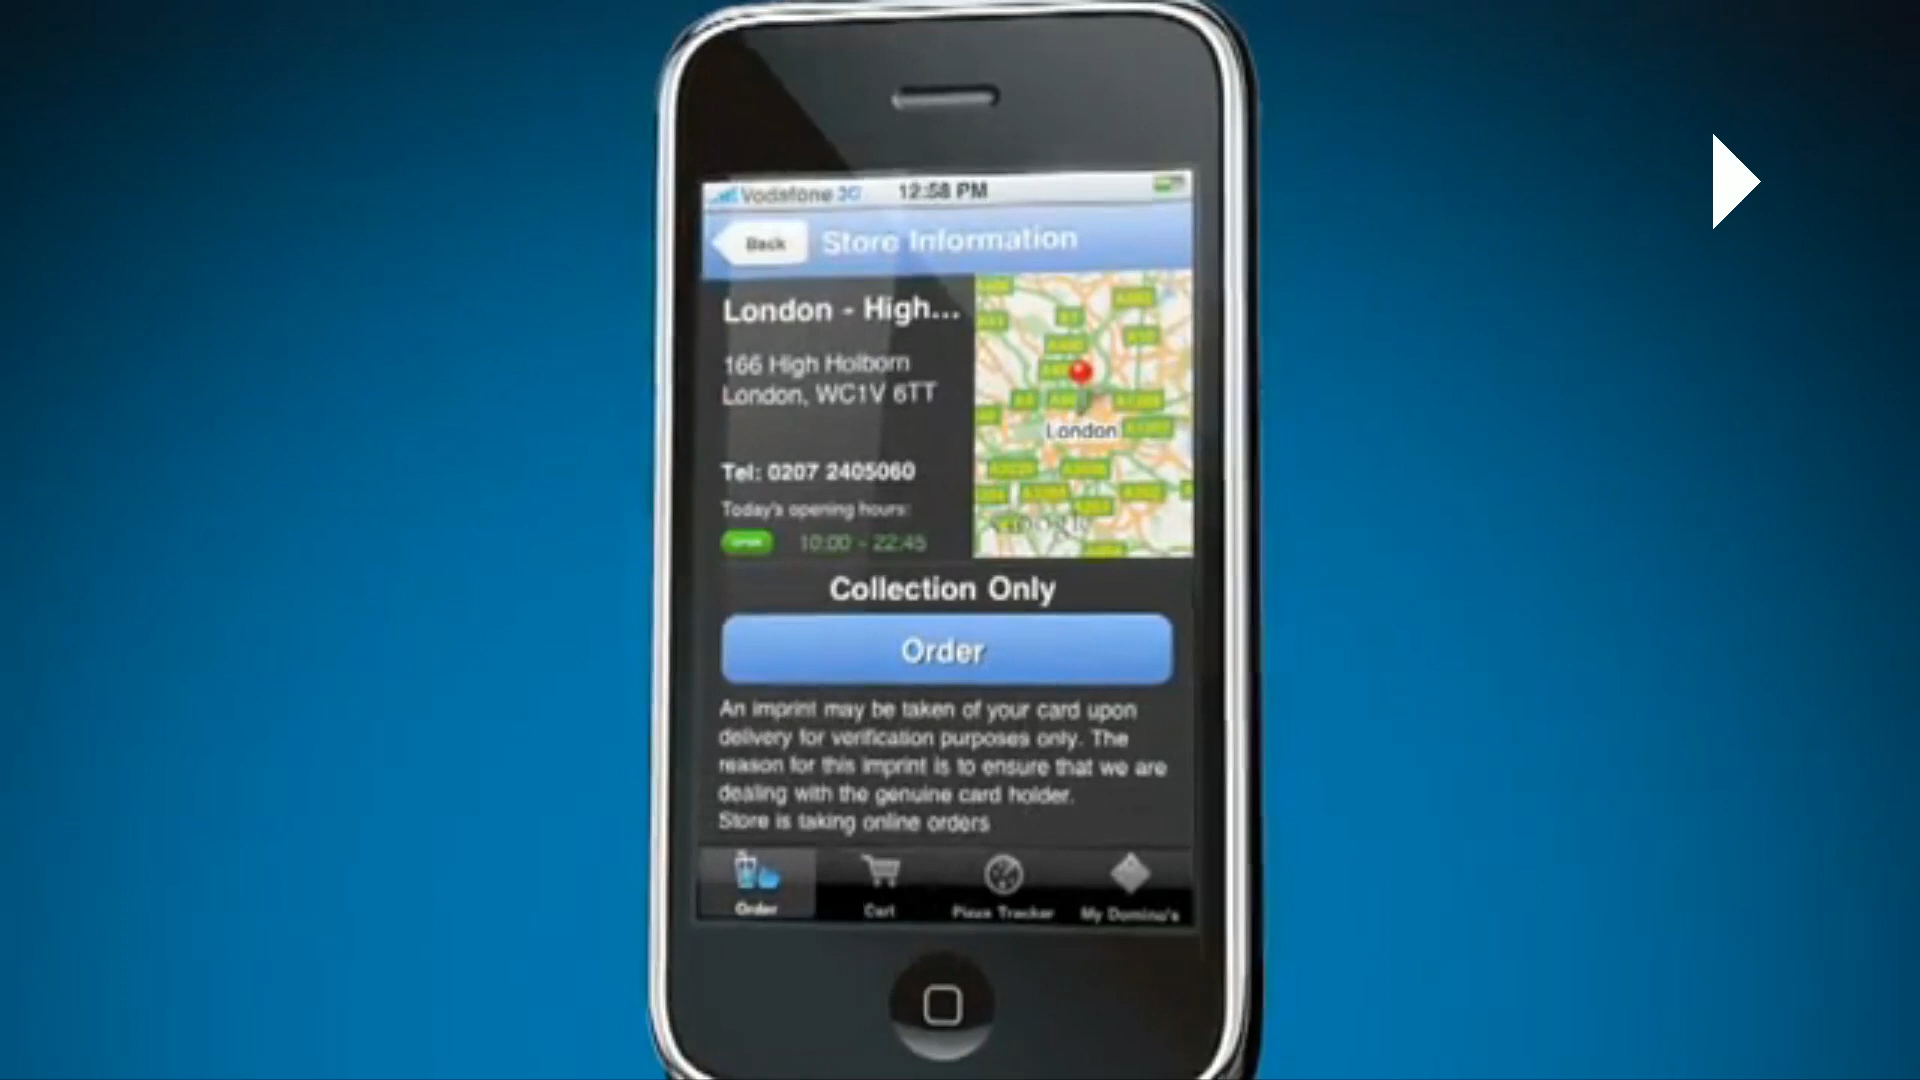 Vodafone 3G 12:58 PM
Back Store Information
London - High...
166 High Holborn
London, WC1V 6TT
Tel: 0207 2405060
Today's opening hours:
OPEN 10:00 - 22:45
London
Google
Collection Only
Order
An imprint may be taken of your card upon
delivery for verification purposes only. The
reason for this imprint is to ensure that we are
dealing with the genuine card holder.
Store is taking online orders
Order Cart Pizza Tracker My Domino's